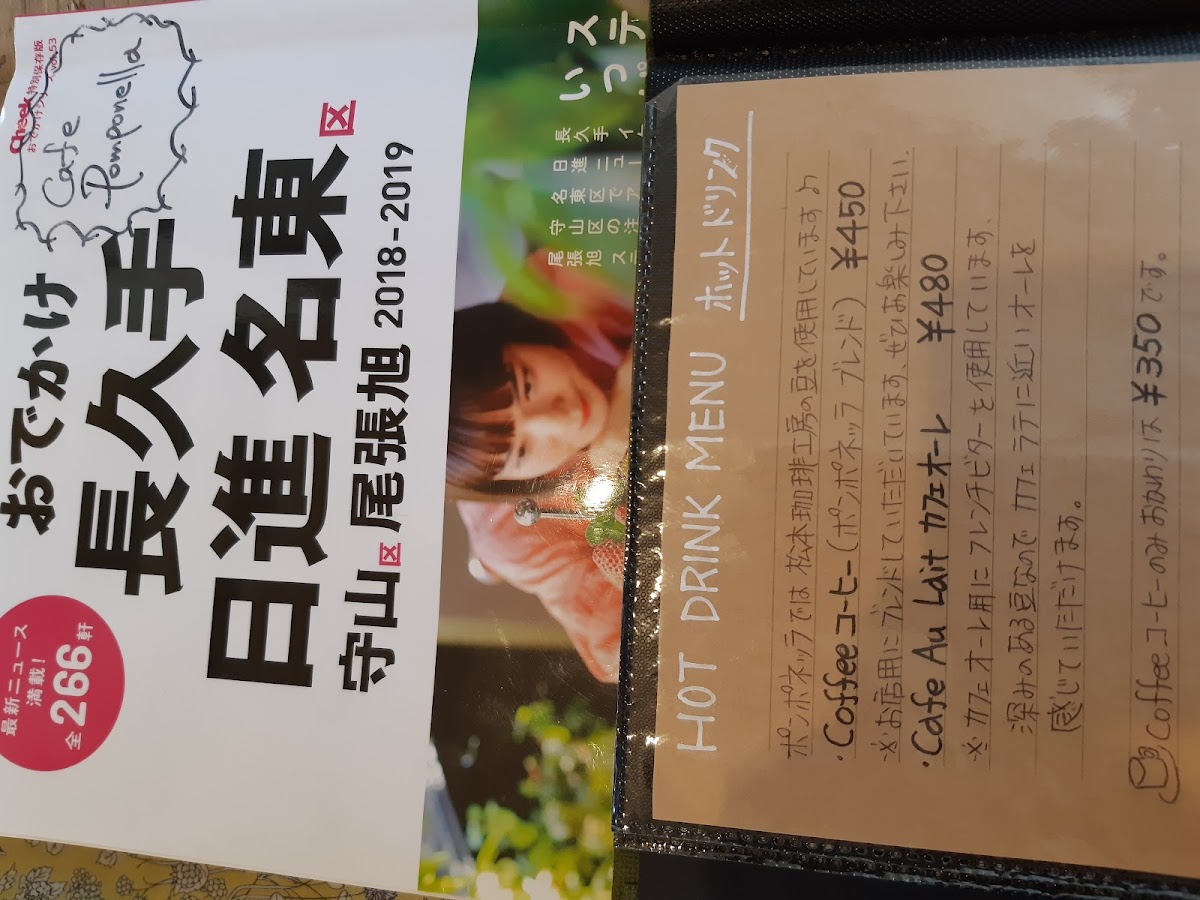 Cheek 特別保存版
Cafe
Pomponella
おでかけ
長久手
日進 名東区
守山区 尾張旭 2018-2019
最新ニュース
満載!
全266軒
HOT DRINK MENU ホットドリンク
ポンポネッラでは松本珈琲工房の豆を使用しています♪
・Coffee コーヒー (ポンポネッラ ブレンド) ¥450
※お店用にブレンドしていただいています、ぜひお楽しみ下さい。
・Cafe Au Lait カフェオーレ ¥480
※カフェオーレ用にフレンチビターを使用しています。
深みのある豆なので カフェラテに近いオーレを
感じていただけます。
Coffee コーヒーのみ おかわりは ¥350 です。